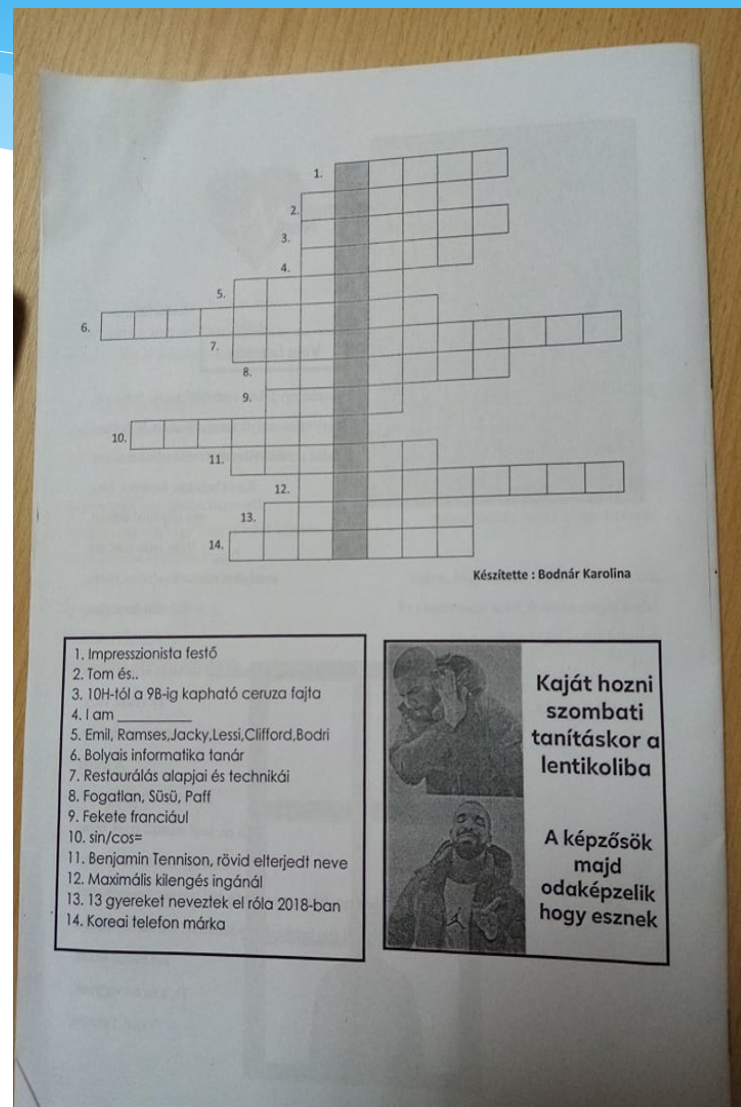 1.
2.
3.
4.
5.
6.
7.
8.
9.
10.
11.
12.
13.
14.
Készítette : Bodnár Karolina
1. Impresszionista festő
2. Tom és..
3. 10H-tól a 9B-ig kapható ceruza fajta
4. I am __________
5. Emil, Ramses,Jacky,Lessi,Clifford,Bodri
6. Bolyais informatika tanár
7. Restaurálás alapjai és technikái
8. Fogatlan, Süsü, Paff
9. Fekete franciául
10. sin/cos=
11. Benjamin Tennison, rövid elterjedt neve
12. Maximális kilengés ingánál
13. 13 gyereket neveztek el róla 2018-ban
14. Koreai telefon márka
Kaját hozni
szombati
tanításkor a
lentikoliba
A képzősök
majd
odaképzelik
hogy esznek